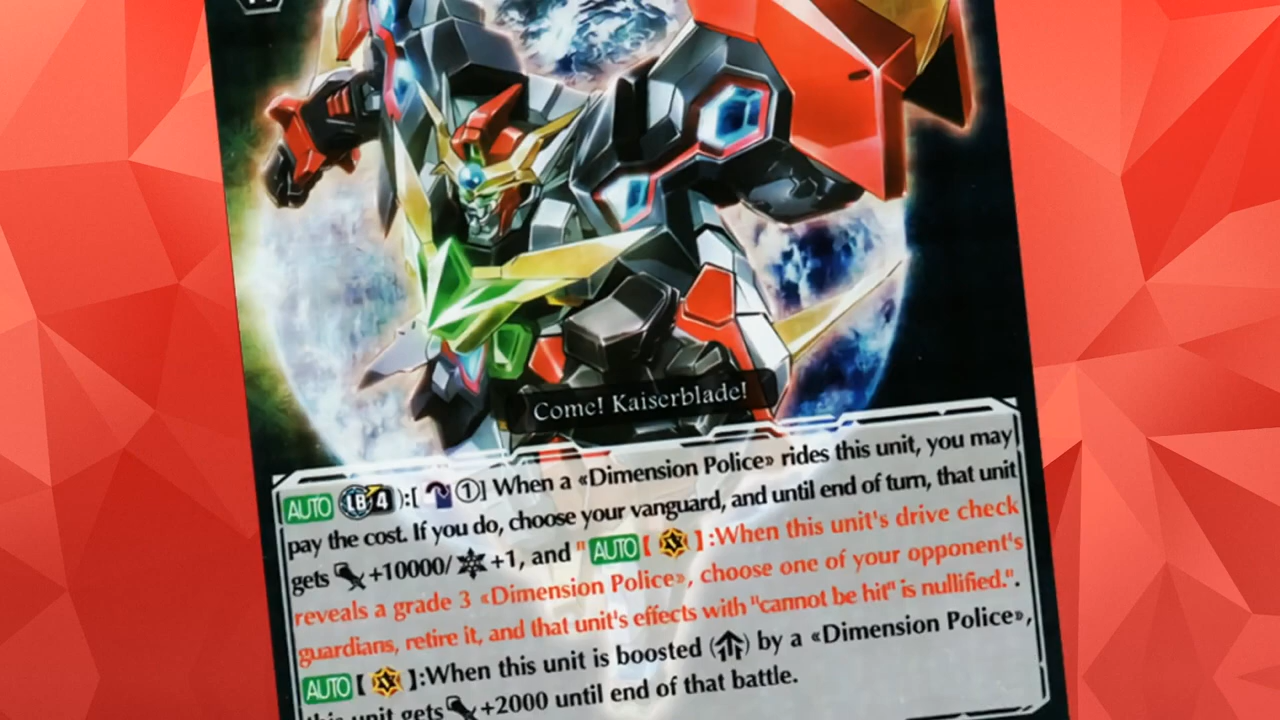 Come! Kaiserblade!
AUTO LB 4):[ ①] When a «Dimension Police» rides this unit, you may
pay the cost. If you do, choose your vanguard, and until end of turn, that unit
gets +10000/ +1, and "AUTO【 】:When this unit's drive check
reveals a grade 3 «Dimension Police», choose one of your opponent's
guardians, retire it, and that unit's effects with "cannot be hit" is nullified.".
AUTO【 】:When this unit is boosted ( ) by a «Dimension Police»,
this unit gets +2000 until end of that battle.